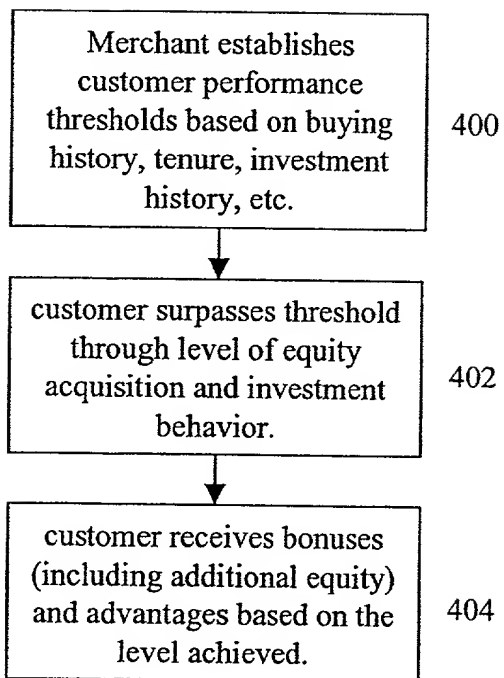 Merchant establishes
customer performance
thresholds based on buying
history, tenure, investment
history, etc.
400
customer surpasses threshold
through level of equity
acquisition and investment
behavior.
402
customer receives bonuses
(including additional equity)
and advantages based on the
level achieved.
404